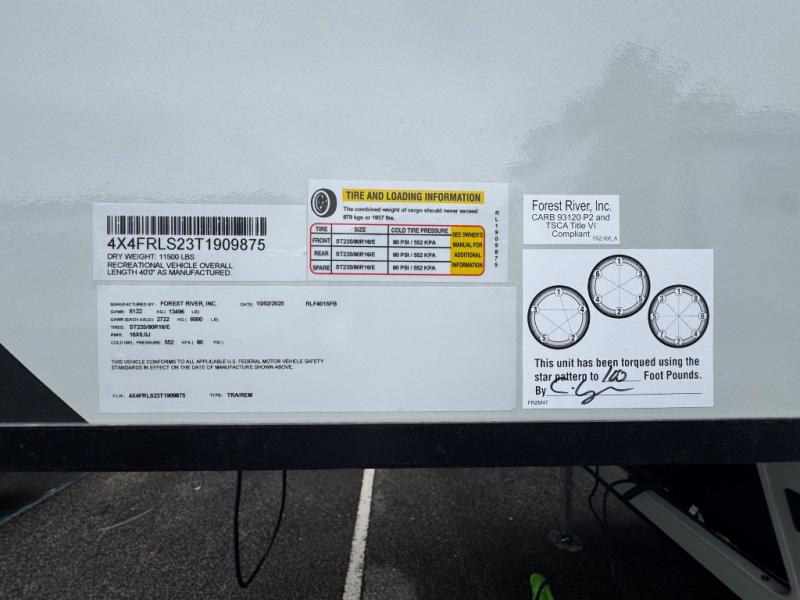 4X4FRLS23T1909875
DRY WEIGHT: 11500 LBS
RECREATIONAL VEHICLE OVERALL
LENGTH 40'0" AS MANUFACTURED.
TIRE AND LOADING INFORMATION
The combined weight of cargo should never exceed
879 kgs or 1937 lbs.
TIRE SIZE COLD TIRE PRESSURE
FRONT ST235/80R16/E 80 PSI / 552 KPA
REAR ST235/80R16/E 80 PSI / 552 KPA
SPARE ST235/80R16/E 80 PSI / 552 KPA
SEE OWNER'S
MANUAL FOR
ADDITIONAL
INFORMATION
RL1909875
Forest River, Inc.
CARB 93120 P2 and
TSCA Title VI
Compliant
MANUFACTURED BY: FOREST RIVER, INC. DATE: 10/02/2025 RLF4015FB
GVWR: 6122 KG ( 13496 LB)
GAWR (EACH AXLE): 2722 KG ( 6000 LB)
TIRES: ST235/80R16/E
RIMS: 16X6.0J
COLD INFL. PRESSURE: 552 KPA ( 80 PSI )
THIS VEHICLE CONFORMS TO ALL APPLICABLE U.S. FEDERAL MOTOR VEHICLE SAFETY
STANDARDS IN EFFECT ON THE DATE OF MANUFACTURE SHOWN ABOVE.
V.I.N.: 4X4FRLS23T1909875 TYPE: TRA/REM
This unit has been torqued using the
star pattern to 100 Foot Pounds.
By
FR2M47